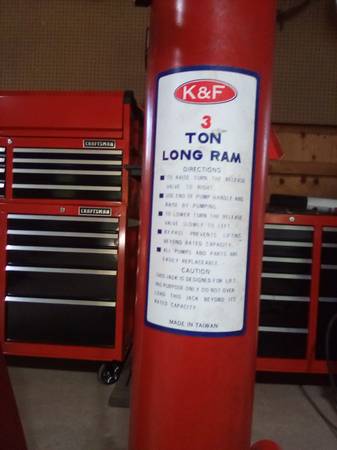 K&F
3
TON
LONG RAM
DIRECTIONS
■ TO RAISE TURN THE RELEASE
VALVE TO RIGHT.
■ USE END OF PUMP HANDLE AND
RAISE BY PUMPING.
■ TO LOWER TURN THE RELEASE
VALVE SLOWLY TO LEFT.
■ BY-PASS PREVENTS LIFTING
BEYOND RATED CAPACITY.
■ ALL PUMPS AND PARTS ARE
EASILY REPLACEABLE.
CAUTION
THIS JACK IS DESIGNED FOR LIFT
ING PURPOSE ONLY DO NOT OVER
LOAD THIS JACK BEYOND ITS
RATED CAPACITY.
MADE IN TAIWAN
CRAFTSMAN
CRAFTSMAN